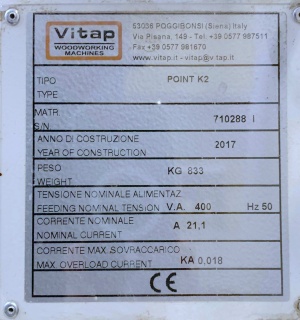 Vitap
WOODWORKING
MACHINES
53036 POGGIBONSI (Siena) Italy
Via Pisana, 149 - Tel. +39 0577 987511
Fax +39 0577 981670
www.vitap.it - vitap@vitap.it
TIPO POINT K2
TYPE
MATR.
S/N. 710288 I
ANNO DI COSTRUZIONE
YEAR OF CONSTRUCTION 2017
PESO KG 833
WEIGHT
TENSIONE NOMINALE ALIMENTAZ.
FEEDING NOMINAL TENSION V.A. 400 Hz 50
CORRENTE NOMINALE A 21,1
NOMINAL CURRENT
CORRENTE MAX. SOVRACCARICO
MAX. OVERLOAD CURRENT KA 0,018
CE